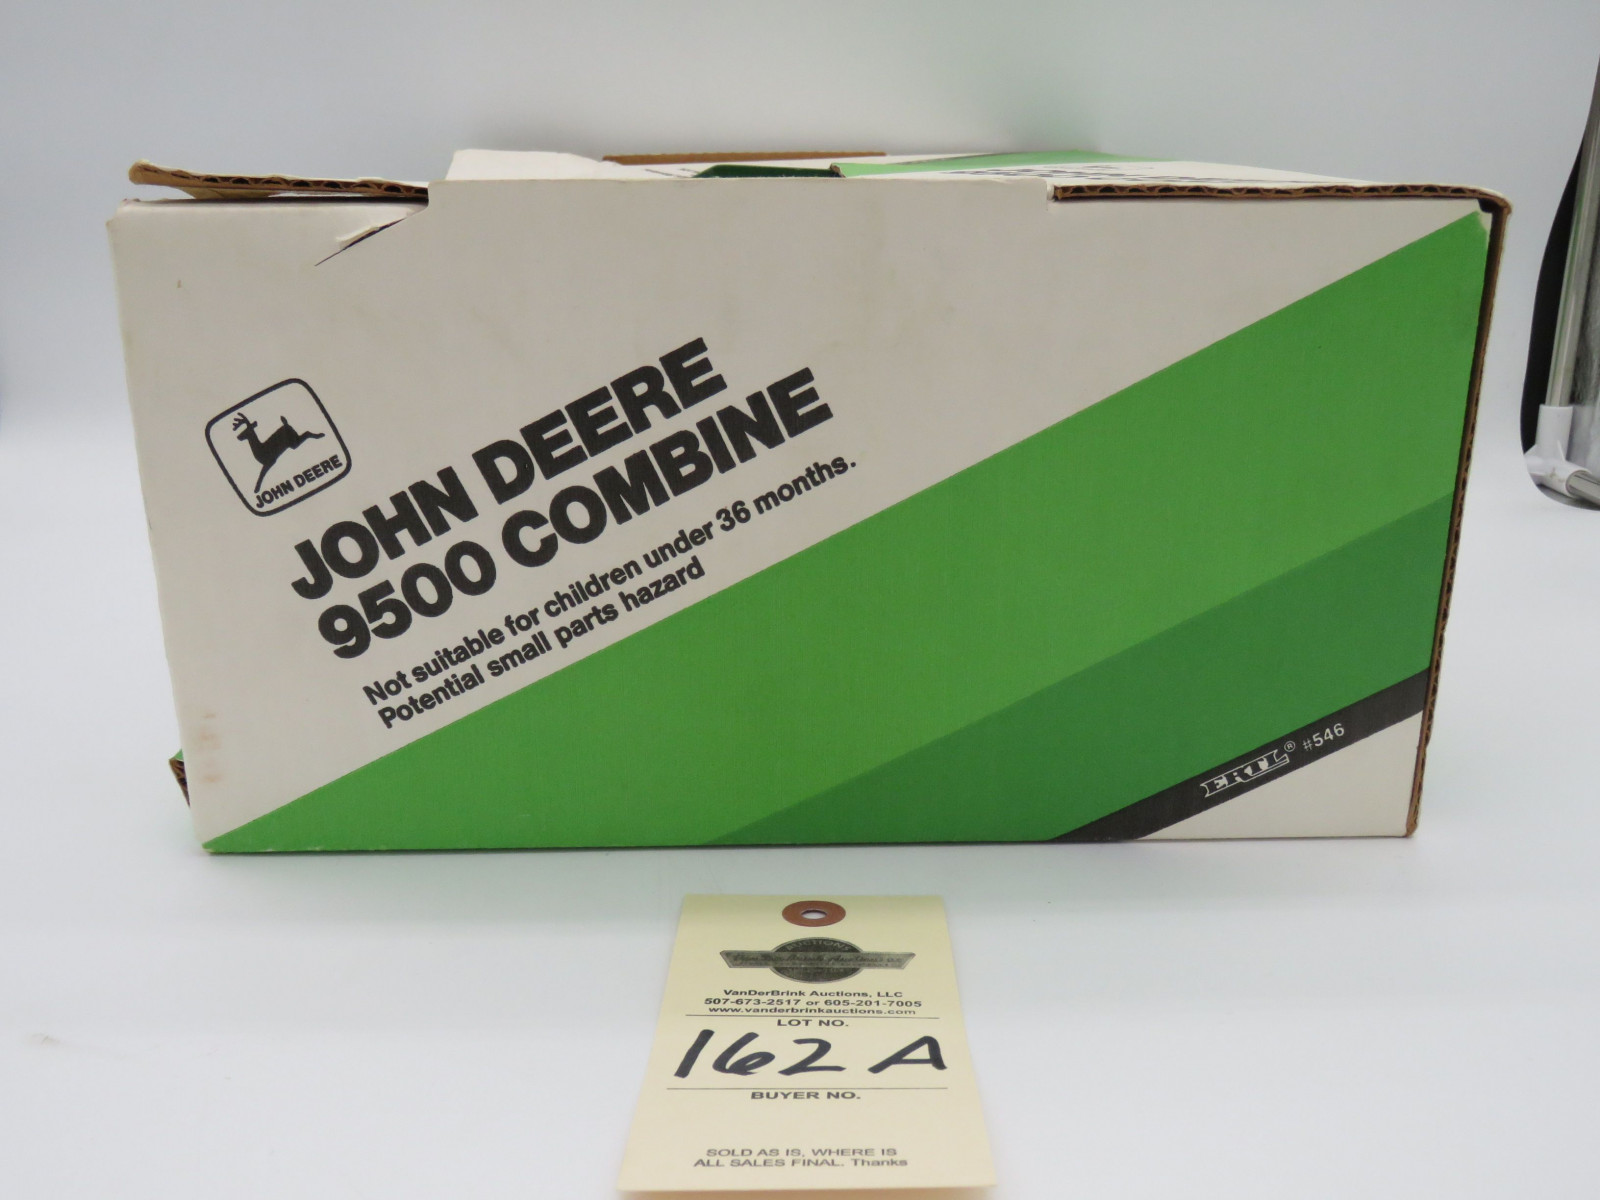 JOHN DEERE
JOHN DEERE
9500 COMBINE
Not suitable for children under 36 months.
Potential small parts hazard
ERTL® #546
AUCTIONS
VanDerBrink Auctions, LLC
507-673-2517 or 605-201-7005
www.vanderbrinkauctions.com
LOT NO.
162 A
BUYER NO.
SOLD AS IS, WHERE IS
ALL SALES FINAL. Thanks